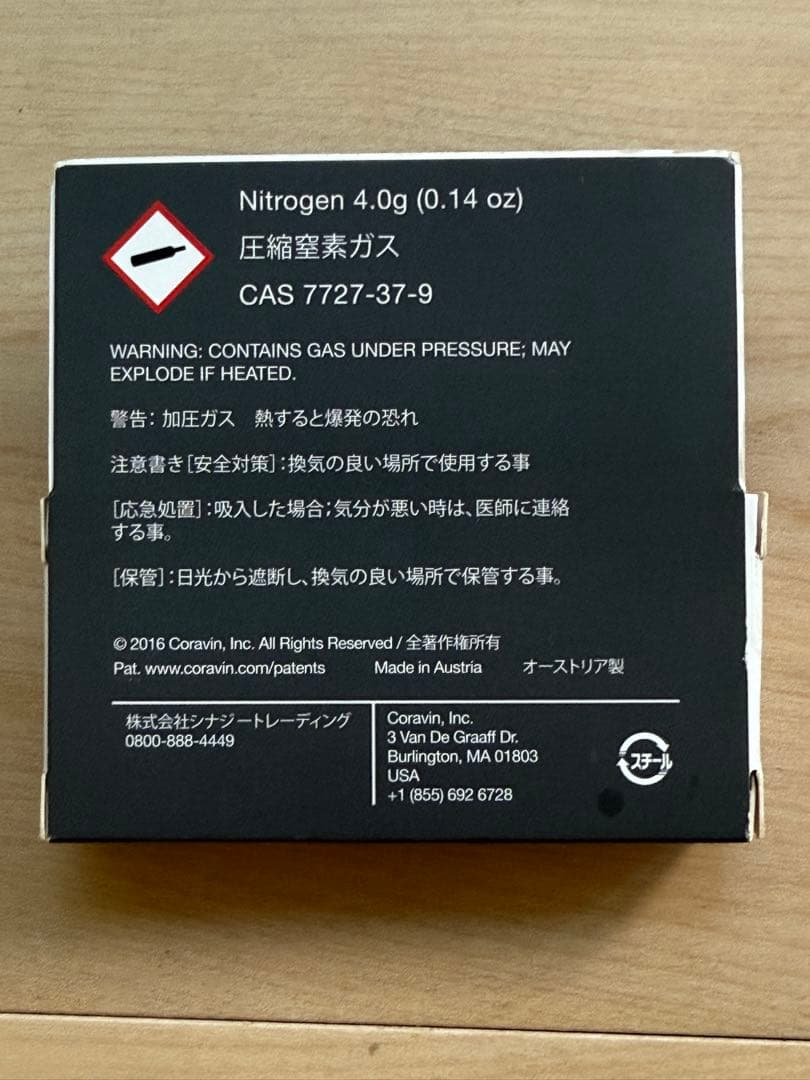 Nitrogen 4.0g (0.14 oz)
圧縮窒素ガス
CAS 7727-37-9
WARNING: CONTAINS GAS UNDER PRESSURE; MAY
EXPLODE IF HEATED.
警告: 加圧ガス　熱すると爆発の恐れ
注意書き[安全対策]:換気の良い場所で使用する事
[応急処置]:吸入した場合;気分が悪い時は、医師に連絡
する事。
[保管]:日光から遮断し、換気の良い場所で保管する事。
© 2016 Coravin, Inc. All Rights Reserved / 全著作権所有
Pat. www.coravin.com/patents　Made in Austria　オーストリア製
株式会社シナジートレーディング
0800-888-4449
Coravin, Inc.
3 Van De Graaff Dr.
Burlington, MA 01803
USA
+1 (855) 692 6728
スチール